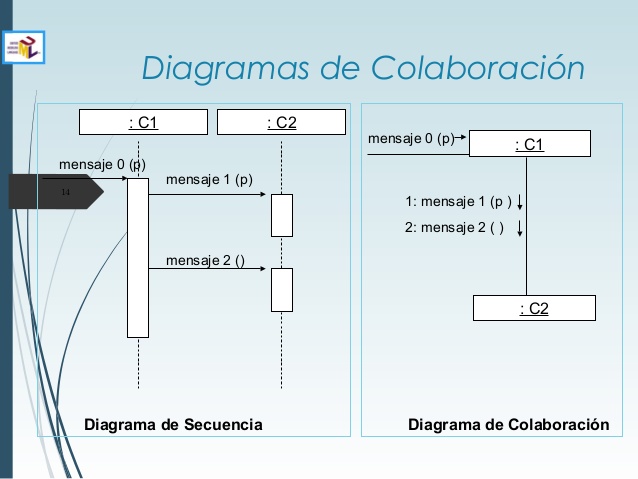 Diagramas de Colaboración
: C1
: C2
mensaje 0 (p)
mensaje 1 (p)
14
mensaje 2 ()
Diagrama de Secuencia
mensaje 0 (p)
: C1
1: mensaje 1 (p )
2: mensaje 2 ( )
: C2
Diagrama de Colaboración